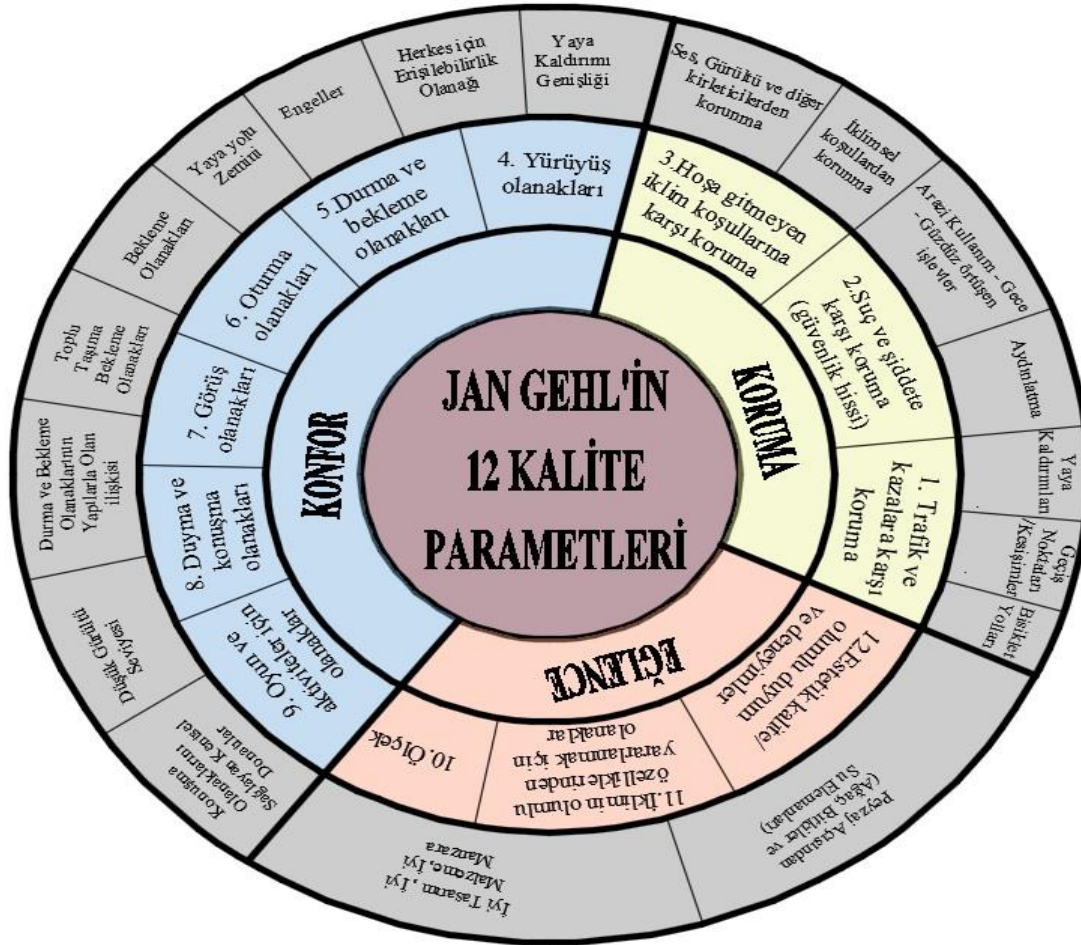 JAN GEHL'İN
12 KALİTE
PARAMETLERİ
KORUMA
1. Trafik ve
kazalara karşı
koruma
2.Suç ve şiddete
karşı koruma
(güvenlik hissi)
3.Hoşa gitmeyen
iklim koşullarına
karşı koruma
KONFOR
4. Yürüyüş
olanakları
5.Durma ve
bekleme
olanakları
6. Oturma
olanakları
7. Görüş
olanakları
8. Duyma ve
konuşma
olanakları
9. Oyun ve
aktiviteler için
olanaklar
EĞLENCE
10. Ölçek
11.İklimin olumlu
özelliklerinden
yararlanmak için
olanaklar
12.Estetik kalite/
olumlu duyum
ve deneyimler
Ses, Gürültü ve diğer
kirleticilerden
korunma
İklimsel
koşullardan
korunma
Arazi Kullanım - Gece
- Güzdüz örtüşen
işlevler
Aydınlatma
Yaya
Kaldırımları
Geçiş
Noktaları
/Kesişimler
Bisiklet
Yolları
Peyzaj Açısından
(Ağaç, Bitkiler ve
Su Elemanları)
İyi Tasarım , İyi
Malzeme, İyi
Manzara
Konuşma
Olanaklarını
Sağlayan Kentsel
Donatılar
Düşük Gürültü
Seviyesi
Durma ve Bekleme
Olanaklarının
Yapılarla Olan
ilişkisi
Toplu
Taşıma
Bekleme
Olanakları
Bekleme
Olanakları
Yaya yolu
Zemini
Engeller
Herkes için
Erişilebilirlik
Olanağı
Yaya
Kaldırımı
Genişliği